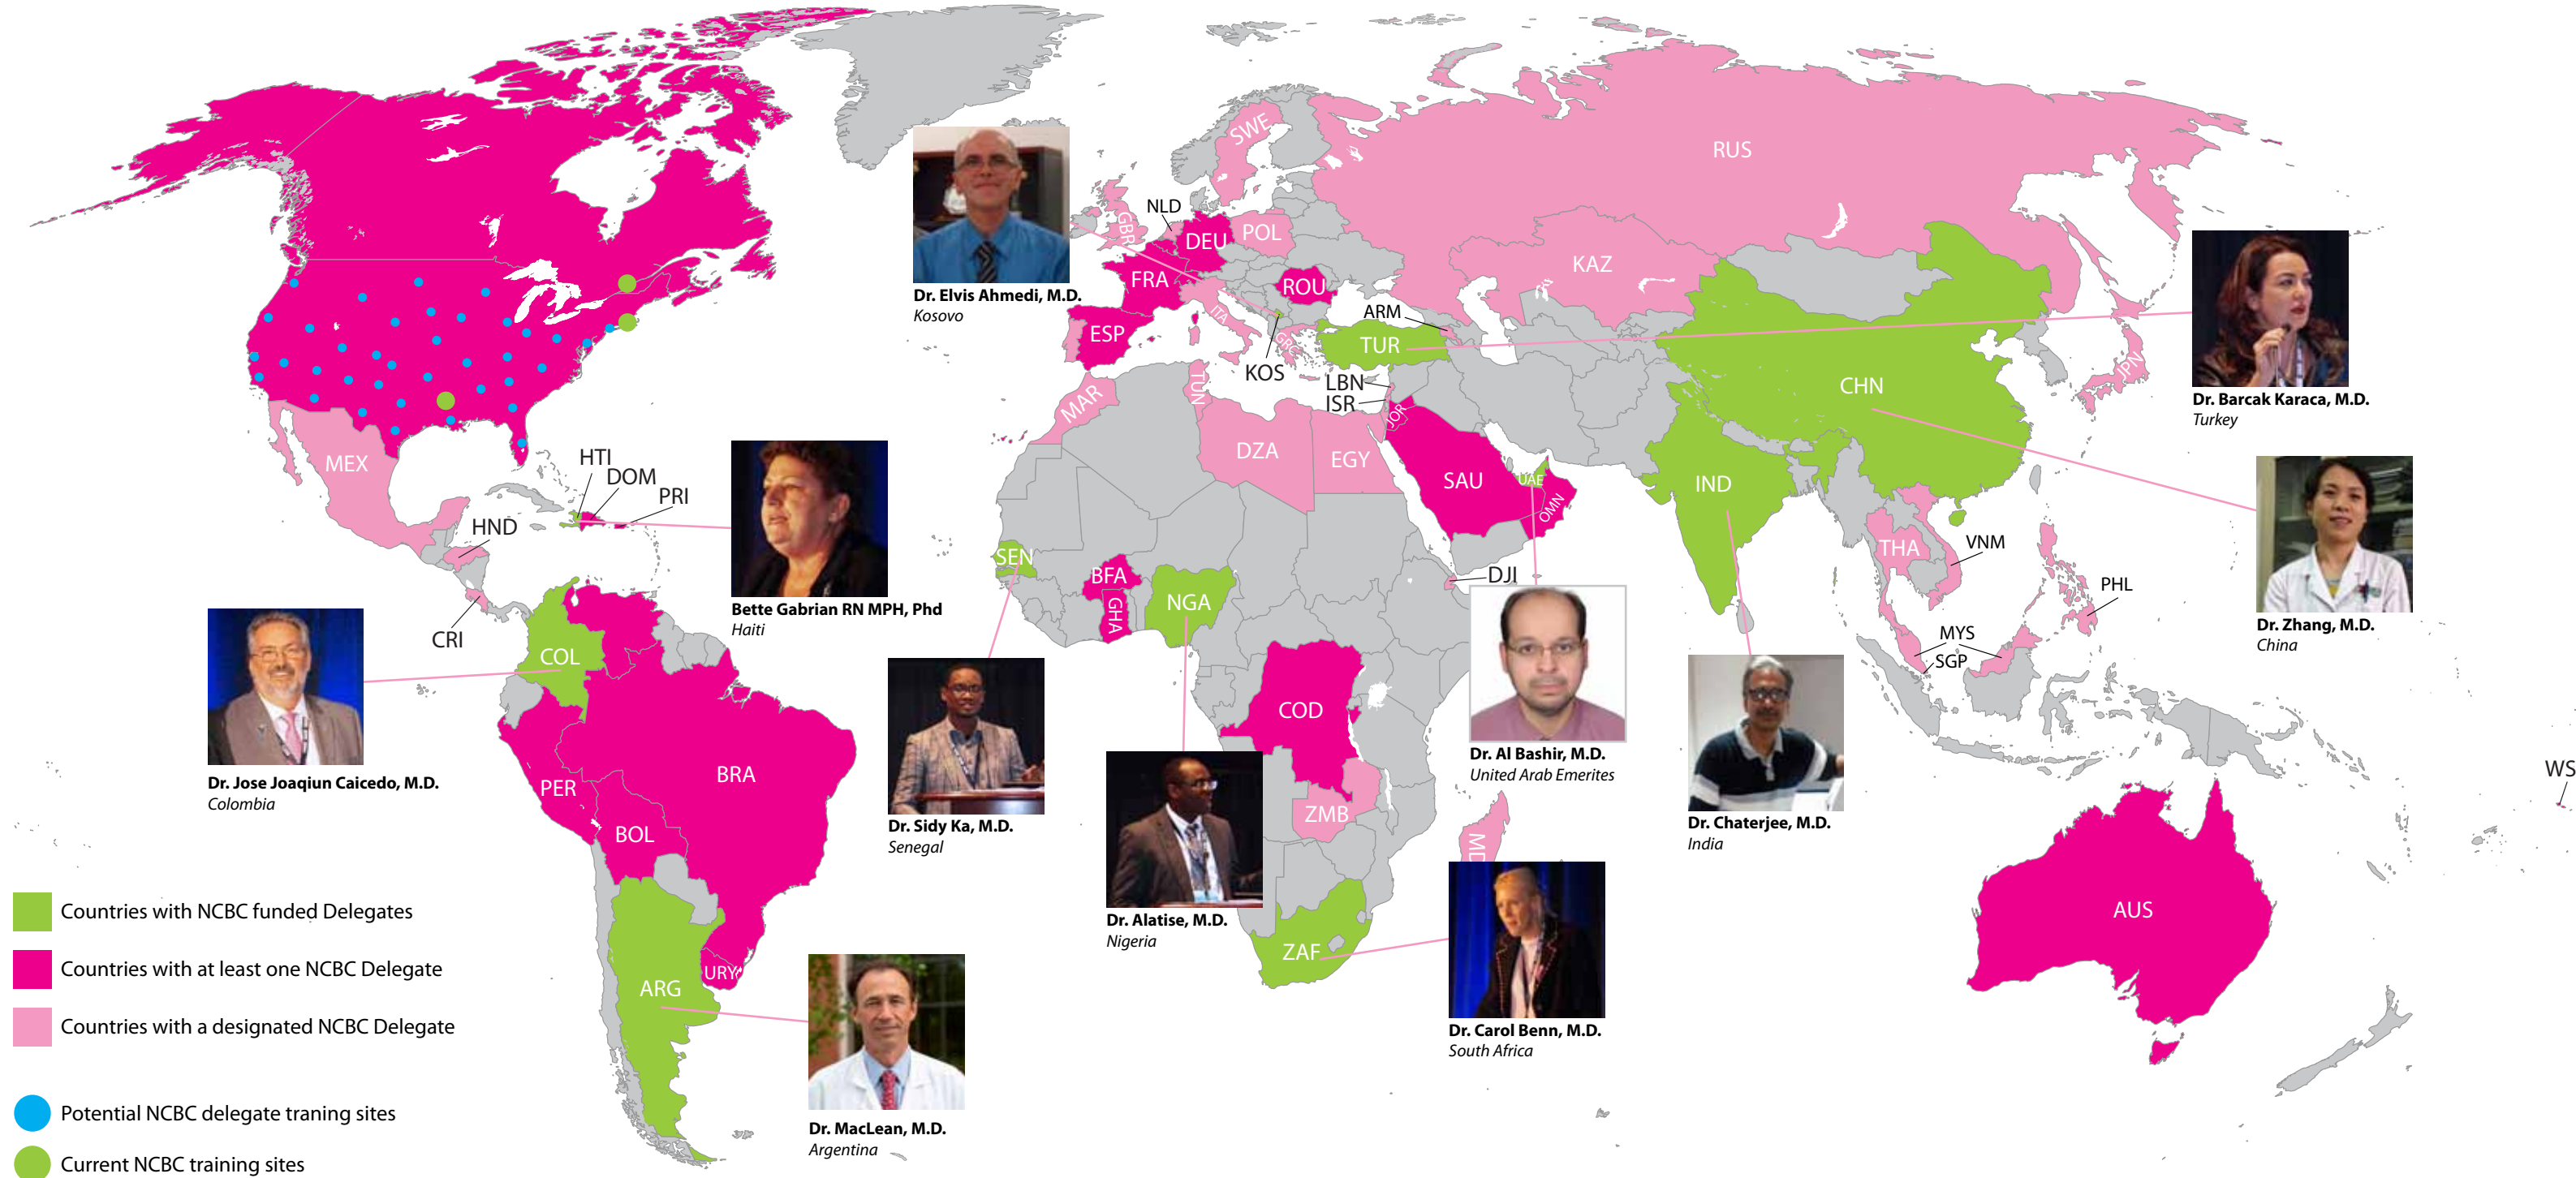 SWE
RUS
NLD
GBR
DEU
POL
KAZ
FRA
ROU
Dr. Elvis Ahmedi, M.D.
Kosovo
ITA
ARM
ESP
GRC
TUR
KOS
LBN
ISR
JOR
TUN
MAR
CHN
JPN
Dr. Barcak Karaca, M.D.
Turkey
MEX
HTI
DOM
PRI
HND
CRI
DZA
EGY
SAU
UAE
OMN
IND
SEN
BFA
GHA
NGA
DJI
THA
VNM
PHL
MYS
SGP
Bette Gabrian RN MPH, Phd
Haiti
Dr. Zhang, M.D.
China
COL
COD
Dr. Jose Joaqiun Caicedo, M.D.
Colombia
PER
BRA
BOL
Dr. Sidy Ka, M.D.
Senegal
Dr. Al Bashir, M.D.
United Arab Emerites
Dr. Chaterjee, M.D.
India
ZMB
MD
WS
Dr. Alatise, M.D.
Nigeria
ZAF
AUS
URY
ARG
Dr. Carol Benn, M.D.
South Africa
Dr. MacLean, M.D.
Argentina
Countries with NCBC funded Delegates
Countries with at least one NCBC Delegate
Countries with a designated NCBC Delegate
Potential NCBC delegate traning sites
Current NCBC training sites